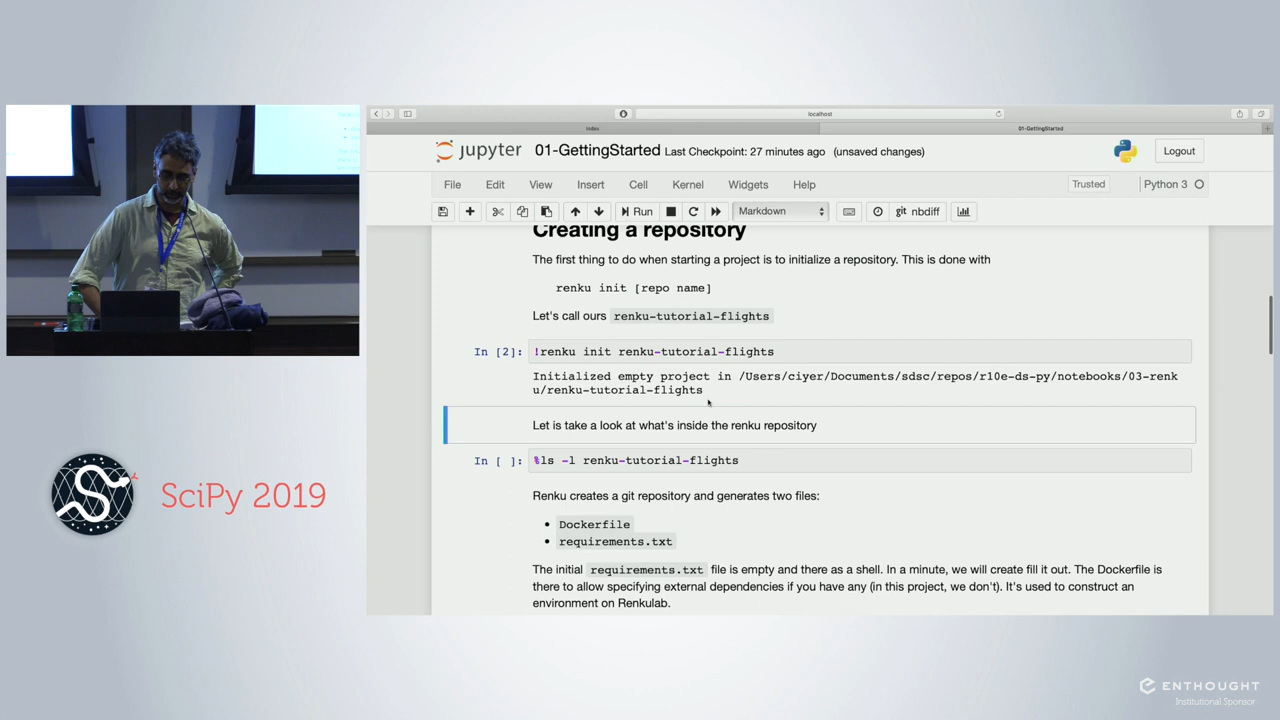 localhost
Index
01-GettingStarted
jupyter 01-GettingStarted Last Checkpoint: 27 minutes ago (unsaved changes)
Logout
File Edit View Insert Cell Kernel Widgets Help
Trusted
Python 3
Run
Markdown
git nbdiff
Creating a repository
The first thing to do when starting a project is to initialize a repository. This is done with
renku init [repo name]
Let's call ours renku-tutorial-flights
In [2]: !renku init renku-tutorial-flights
Initialized empty project in /Users/ciyer/Documents/sdsc/repos/r10e-ds-py/notebooks/03-renk
u/renku-tutorial-flights
Let is take a look at what's inside the renku repository
In [ ]: %ls -l renku-tutorial-flights
Renku creates a git repository and generates two files:
• Dockerfile
• requirements.txt
The initial requirements.txt file is empty and there as a shell. In a minute, we will create fill it out. The Dockerfile is
there to allow specifying external dependencies if you have any (in this project, we don't). It's used to construct an
environment on Renkulab.
SciPy 2019
ENTHOUGHT
Institutional Sponsor